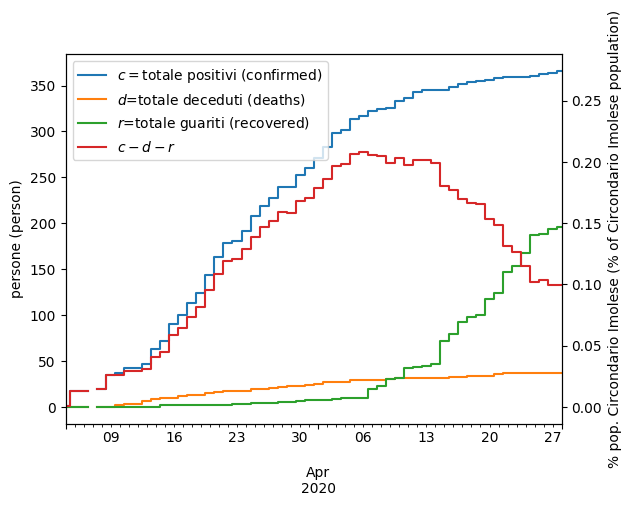 c = totale positivi (confirmed)
d=totale deceduti (deaths)
r=totale guariti (recovered)
c − d − r
persone (person)
350
300
250
200
150
100
50
0
% pop. Circondario Imolese (% of Circondario Imolese population)
0.25
0.20
0.15
0.10
0.05
0.00
09 16 23 30 06 13 20 27
Apr
2020